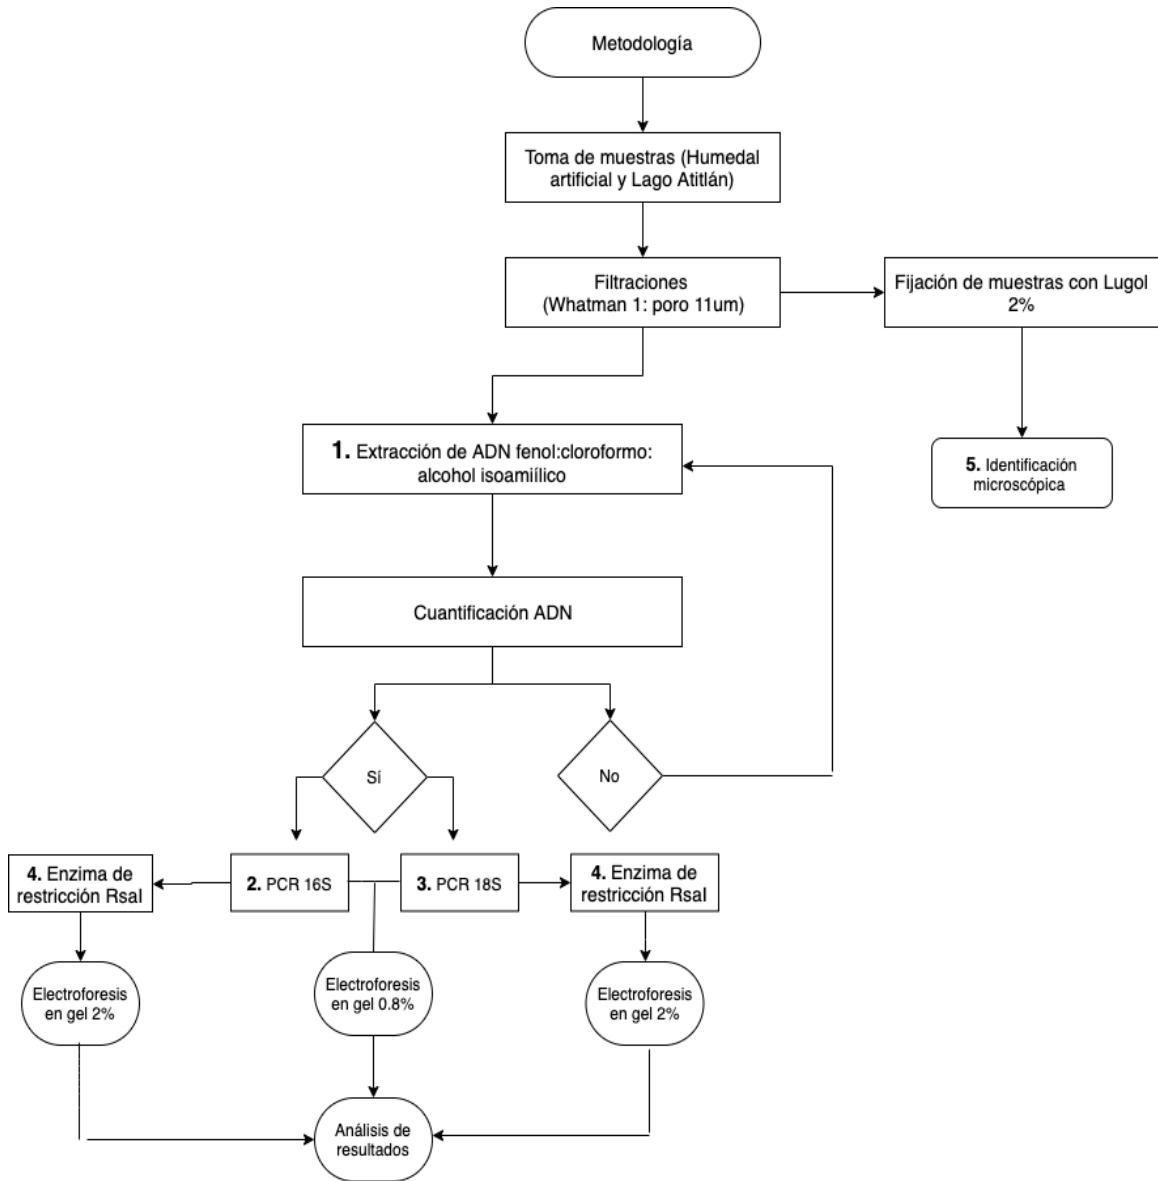 Metodología
Toma de muestras (Humedal
artificial y Lago Atitlán)
Filtraciones
(Whatman 1: poro 11um)
Fijación de muestras con Lugol
2%
1. Extracción de ADN fenol:cloroformo:
alcohol isoamiílico
5. Identificación
microscópica
Cuantificación ADN
Sí
No
4. Enzima de
restricción RsaI
2. PCR 16S
3. PCR 18S
4. Enzima de
restricción RsaI
Electroforesis
en gel 2%
Electroforesis
en gel 0.8%
Electroforesis
en gel 2%
Análisis de
resultados